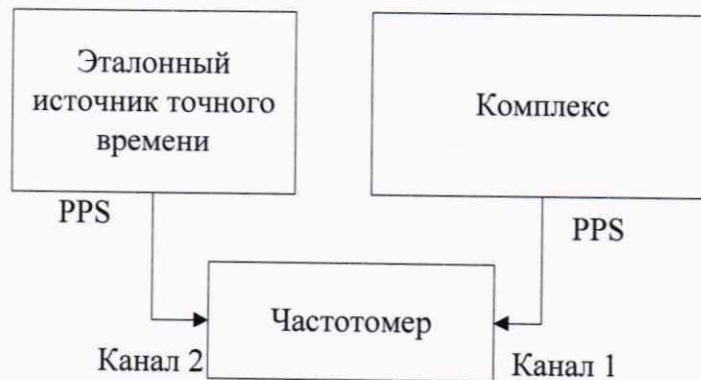 Эталонный
источник точного
времени
Комплекс
PPS
PPS
Частотомер
Канал 2
Канал 1